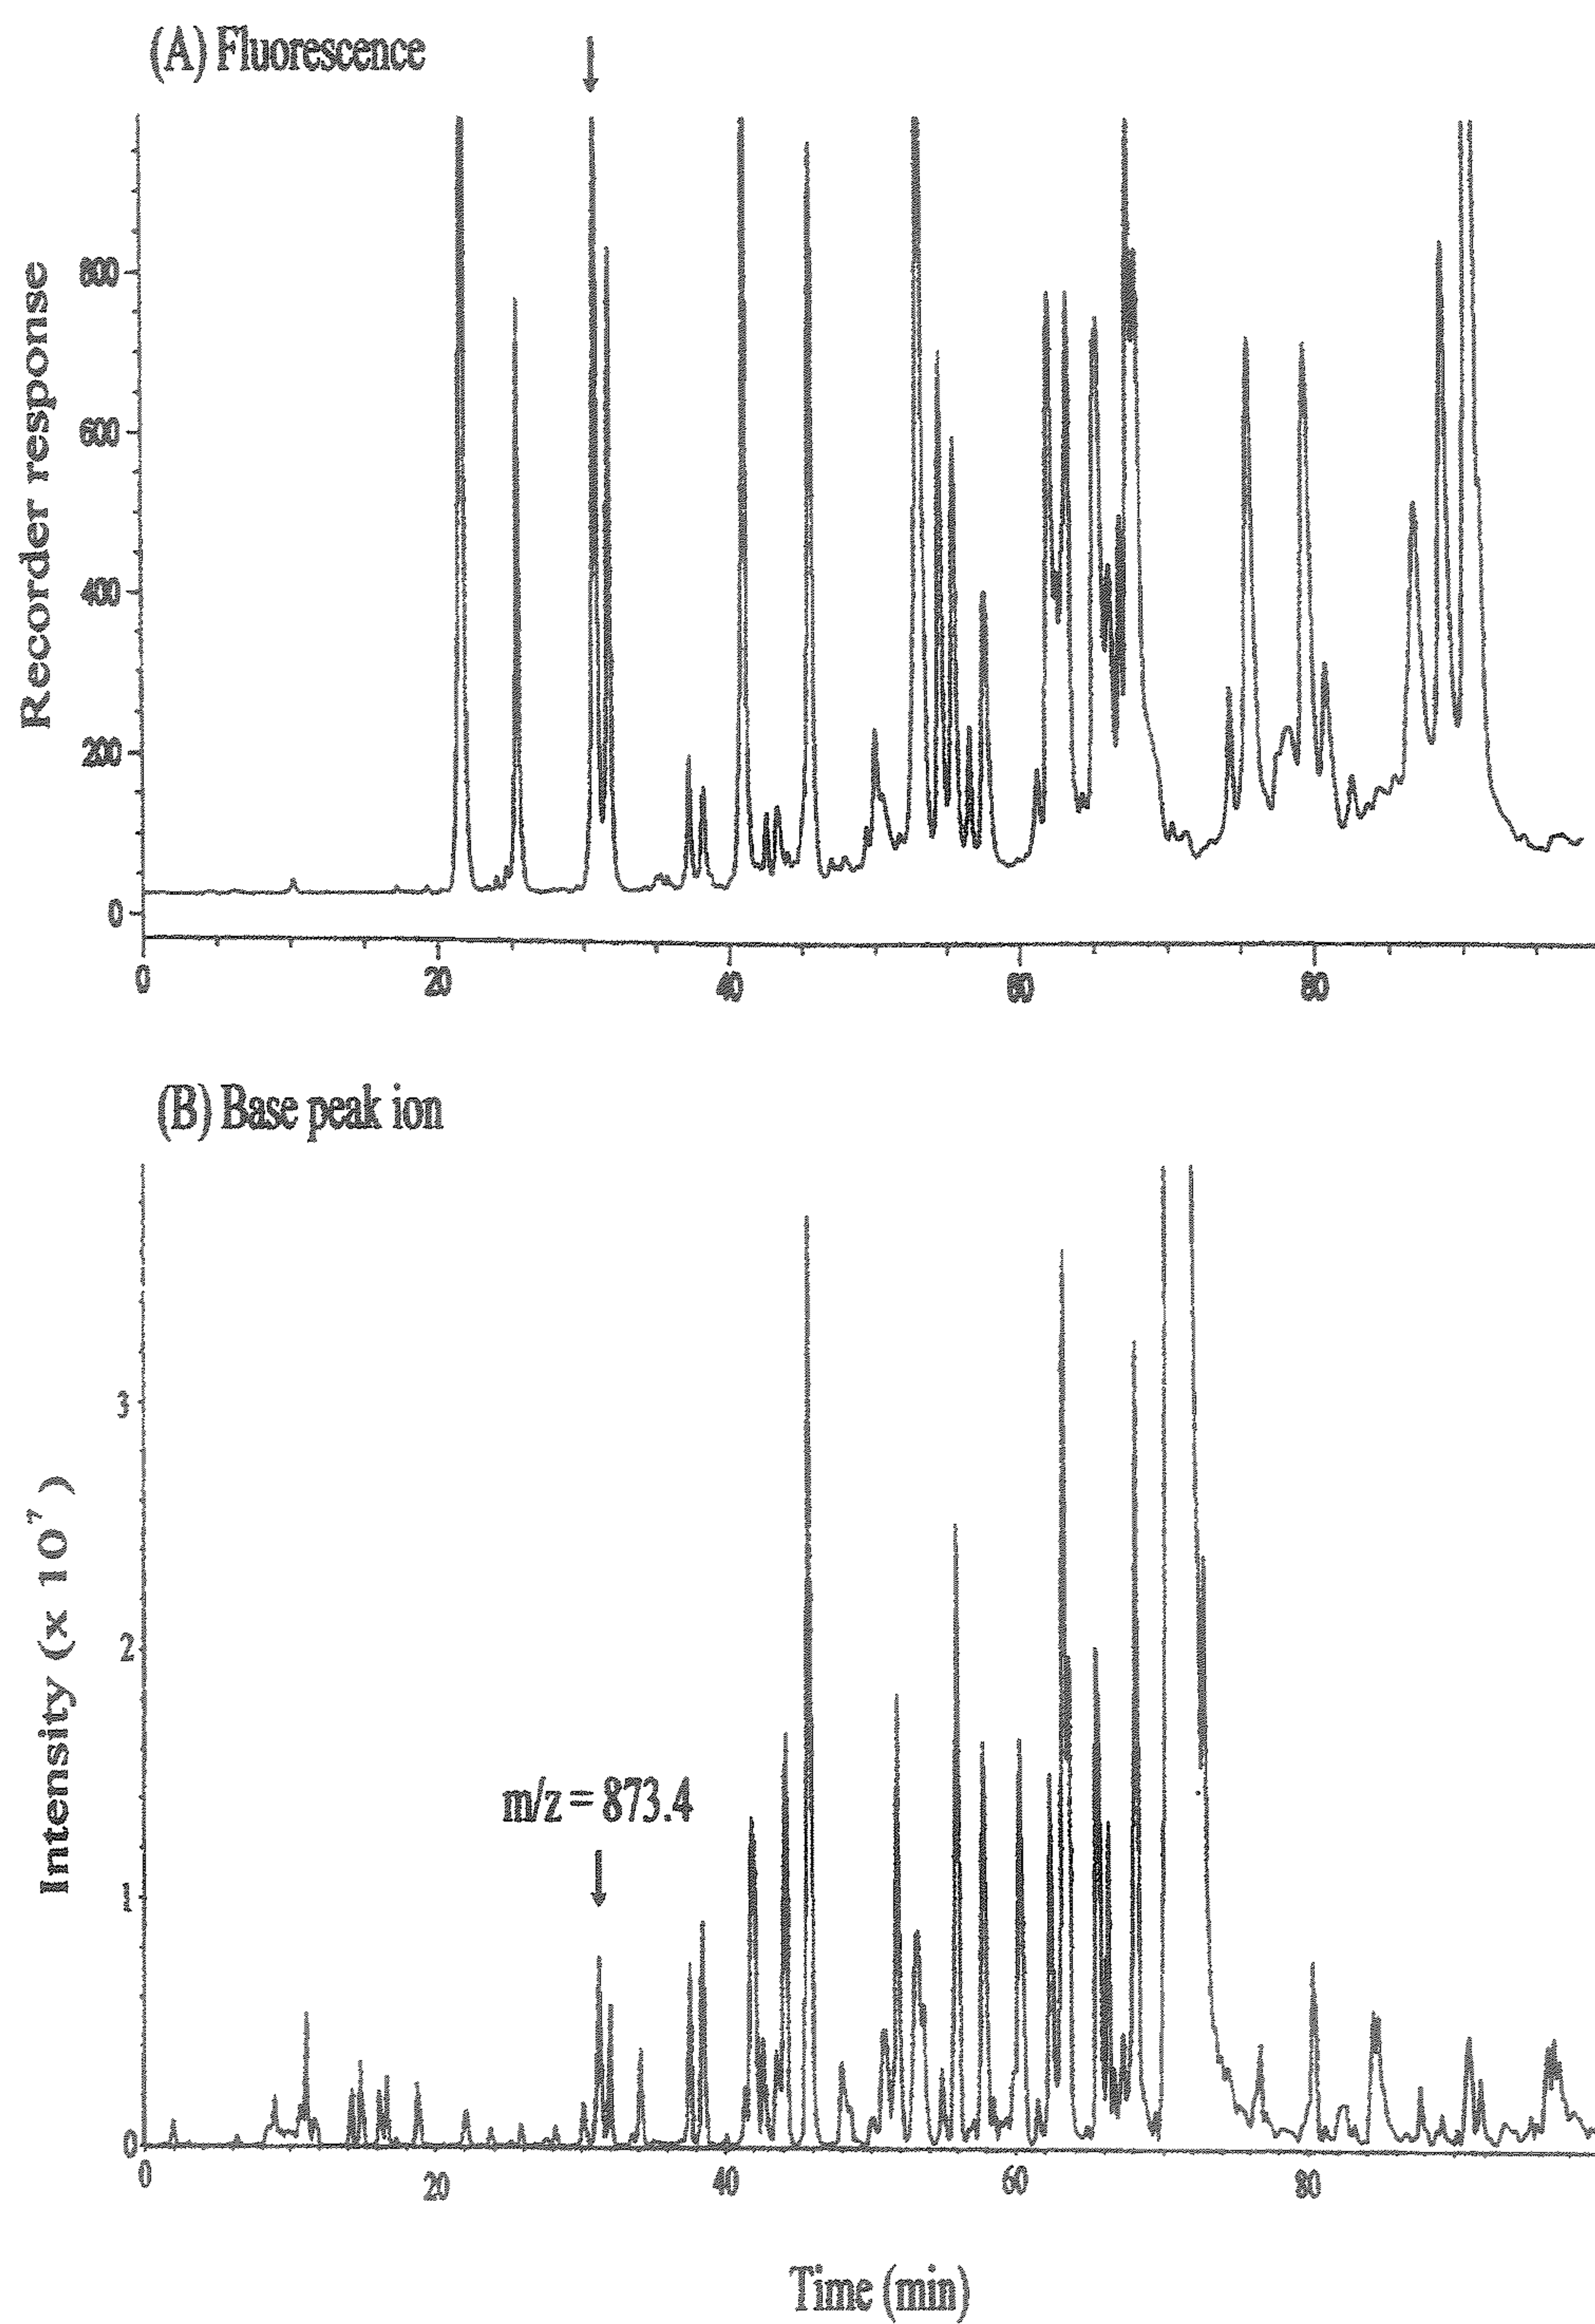 (A) Fluorescence
Recorder response
800
600
400
200
0
0 20 40 60 80
(B) Base peak ion
Intensity (x 10⁷)
3
2
1
0
m/z = 873.4
0 20 40 60 80
Time (min)